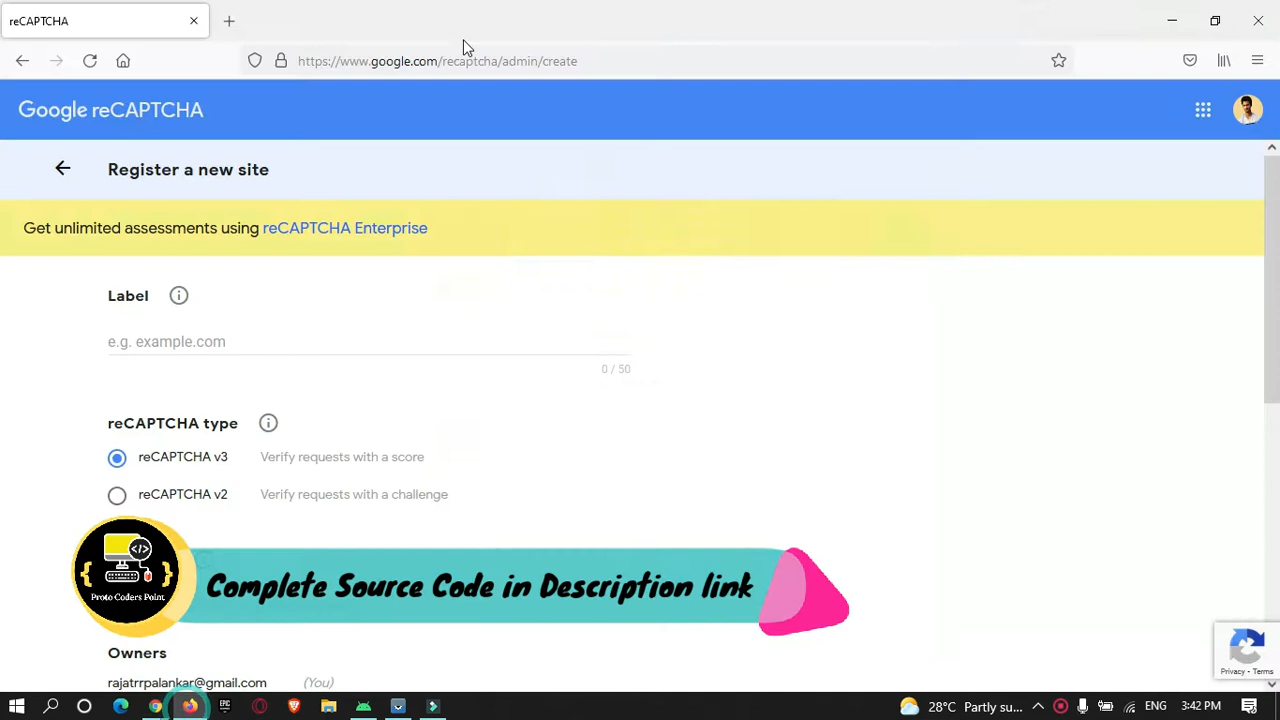 reCAPTCHA
https://www.google.com/recaptcha/admin/create
Google reCAPTCHA
Register a new site
Get unlimited assessments using reCAPTCHA Enterprise
Label
e.g. example.com
0 / 50
reCAPTCHA type
reCAPTCHA v3 Verify requests with a score
reCAPTCHA v2 Verify requests with a challenge
Proto Coders Point
Complete Source Code in Description link
Owners
rajatrrpalankar@gmail.com (You)
Privacy - Terms
EPIC
28°C Partly su... ENG 3:42 PM